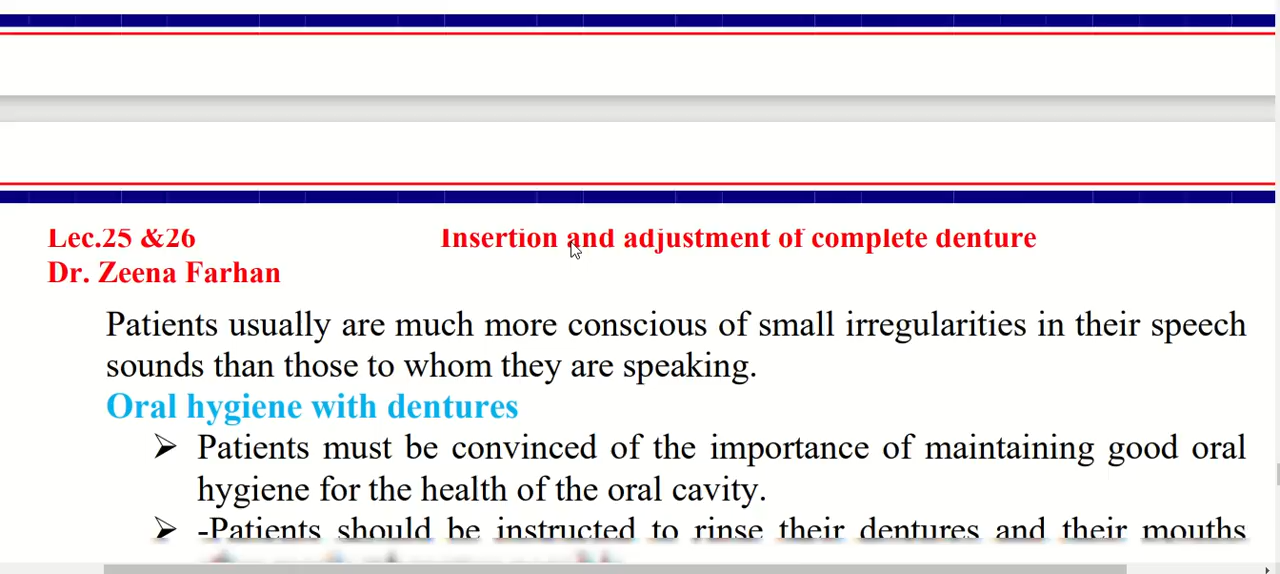 Lec.25 &26 Insertion and adjustment of complete denture
Dr. Zeena Farhan
Patients usually are much more conscious of small irregularities in their speech
sounds than those to whom they are speaking.
Oral hygiene with dentures
➢ Patients must be convinced of the importance of maintaining good oral
hygiene for the health of the oral cavity.
➢ -Patients should be instructed to rinse their dentures and their mouths